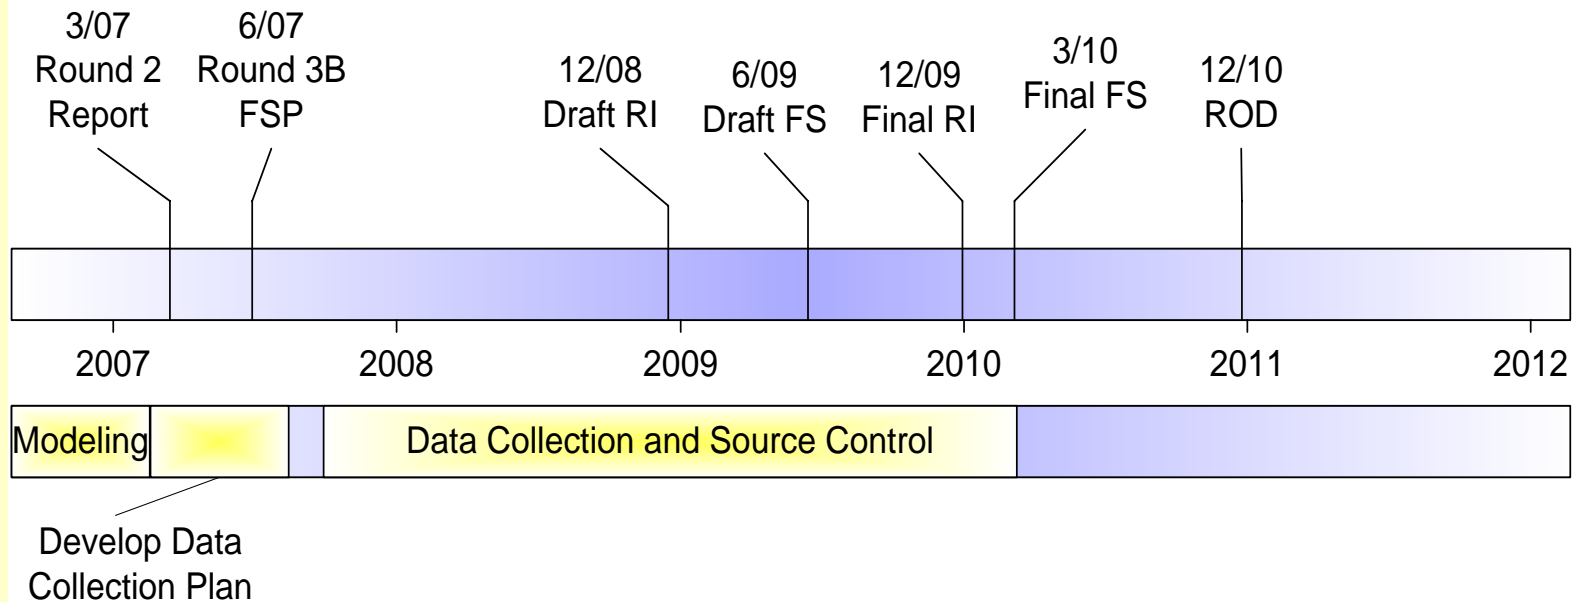 3/07
Round 2
Report
6/07
Round 3B
FSP
12/08
Draft RI
6/09
Draft FS
12/09
Final RI
3/10
Final FS
12/10
ROD
2007
2008
2009
2010
2011
2012
Modeling
Data Collection and Source Control
Develop Data
Collection Plan